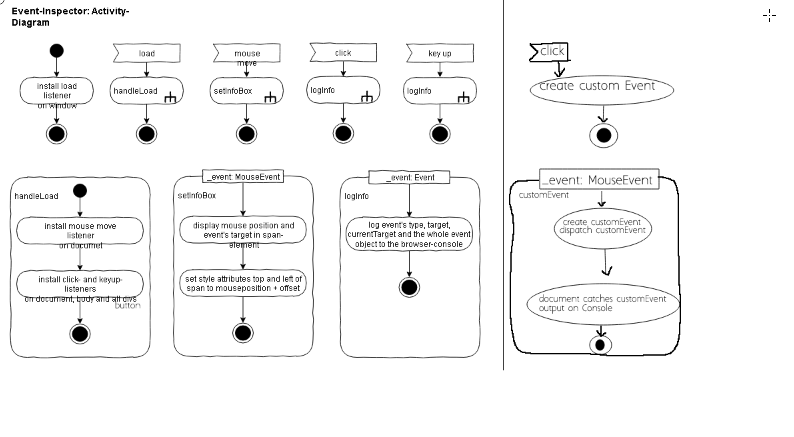 Event-Inspector: Activity-
Diagram
load
mouse
move
click
key up
install load
listener
on window
handleLoad
setInfoBox
logInfo
logInfo
handleLoad
install mouse move
listener
on documet
install click- and keyup-
listeners
on document, body and all divs
button
_event: MouseEvent
setInfoBox
display mouse position and
event's target in span-
element
set style attributes top and left of
span to mouseposition + offset
_event: Event
logInfo
log event's type, target,
currentTarget and the whole event
object to the browser-console
click
create custom Event
_event: MouseEvent
customEvent
create customEvent
dispatch customEvent
document catches customEvent
output on Console